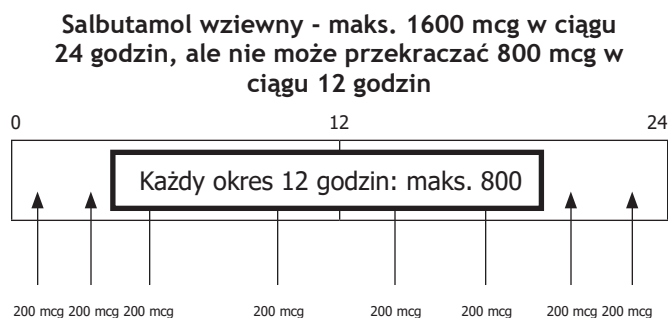 Salbutamol wziewny - maks. 1600 mcg w ciągu
24 godzin, ale nie może przekraczać 800 mcg w
ciągu 12 godzin
0 12 24
Każdy okres 12 godzin: maks. 800
200 mcg 200 mcg 200 mcg 200 mcg 200 mcg 200 mcg 200 mcg 200 mcg